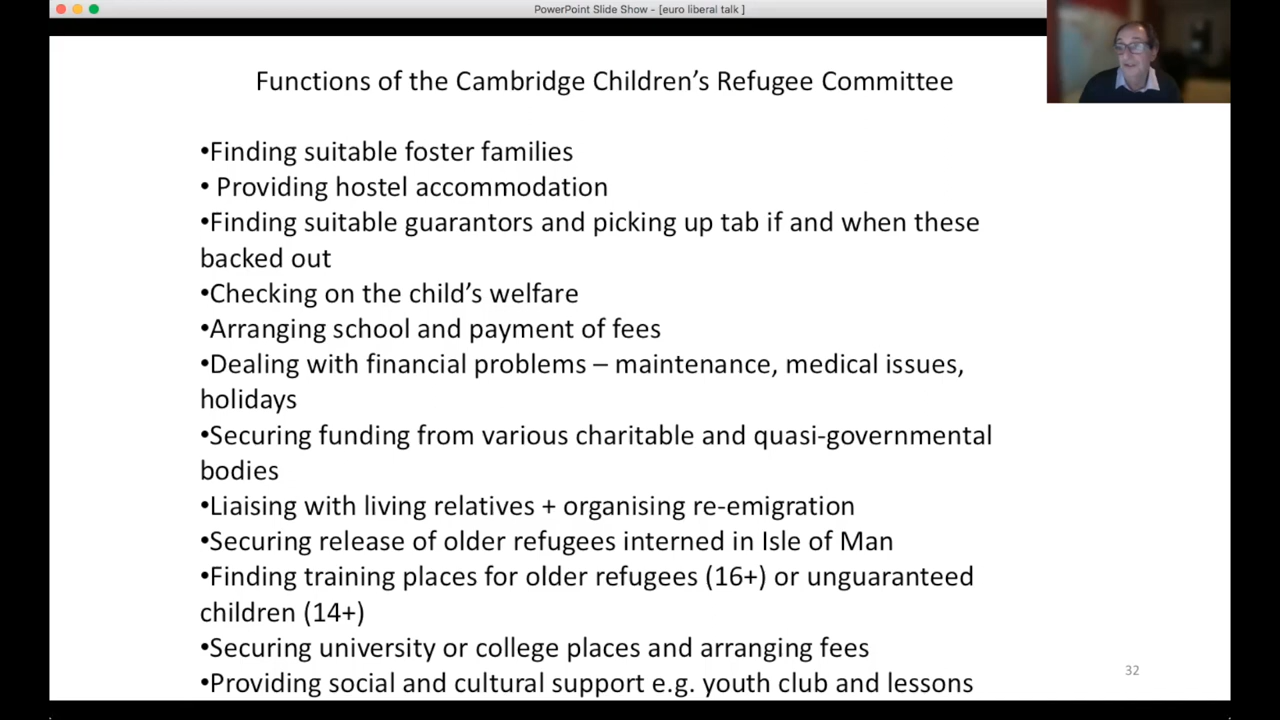 PowerPoint Slide Show - [euro liberal talk ]
Functions of the Cambridge Children’s Refugee Committee
•Finding suitable foster families
• Providing hostel accommodation
•Finding suitable guarantors and picking up tab if and when these
backed out
•Checking on the child’s welfare
•Arranging school and payment of fees
•Dealing with financial problems – maintenance, medical issues,
holidays
•Securing funding from various charitable and quasi-governmental
bodies
•Liaising with living relatives + organising re-emigration
•Securing release of older refugees interned in Isle of Man
•Finding training places for older refugees (16+) or unguaranteed
children (14+)
•Securing university or college places and arranging fees
•Providing social and cultural support e.g. youth club and lessons
32